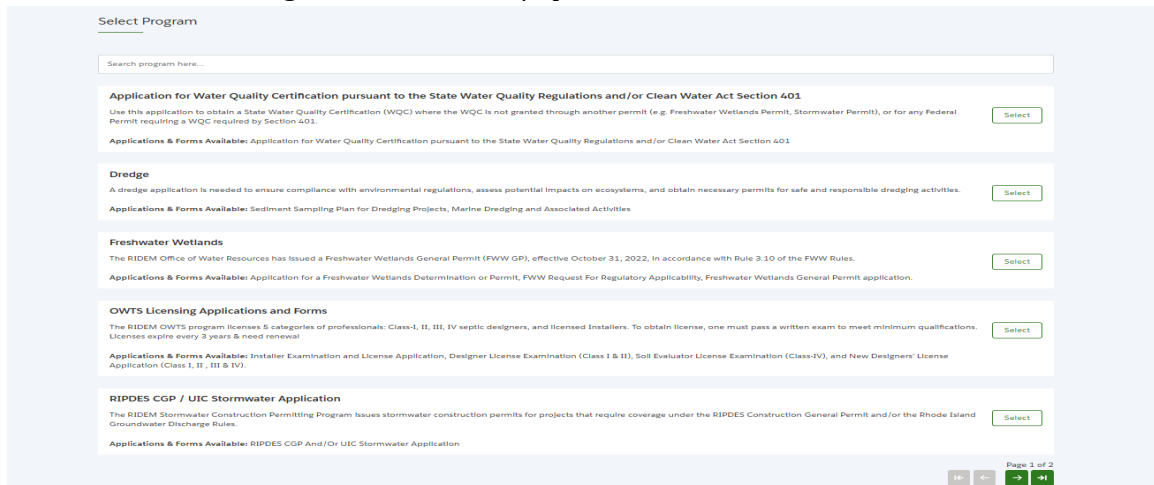 Select Program
Search program here...
Application for Water Quality Certification pursuant to the State Water Quality Regulations and/or Clean Water Act Section 401
Use this application to obtain a State Water Quality Certification (WQC) where the WQC is not granted through another permit (e.g. Freshwater Wetlands Permit, Stormwater Permit), or for any Federal
Permit requiring a WQC required by Section 401.
Select
Applications & Forms Available: Application for Water Quality Certification pursuant to the State Water Quality Regulations and/or Clean Water Act Section 401
Dredge
A dredge application is needed to ensure compliance with environmental regulations, assess potential impacts on ecosystems, and obtain necessary permits for safe and responsible dredging activities.
Select
Applications & Forms Available: Sediment Sampling Plan for Dredging Projects, Marine Dredging and Associated Activities
Freshwater Wetlands
The RIDEM Office of Water Resources has issued a Freshwater Wetlands General Permit (FWW GP), effective October 31, 2022, in accordance with Rule 3.10 of the FWW Rules.
Select
Applications & Forms Available: Application for a Freshwater Wetlands Determination or Permit, FWW Request For Regulatory Applicability, Freshwater Wetlands General Permit application.
OWTS Licensing Applications and Forms
The RIDEM OWTS program licenses 5 categories of professionals: Class-I, II, III, IV septic designers, and licensed Installers. To obtain license, one must pass a written exam to meet minimum qualifications.
Licenses expire every 3 years & need renewal
Select
Applications & Forms Available: Installer Examination and License Application, Designer License Examination (Class I & II), Soil Evaluator License Examination (Class-IV), and New Designers' License
Application (Class I, II , III & IV).
RIPDES CGP / UIC Stormwater Application
The RIDEM Stormwater Construction Permitting Program issues stormwater construction permits for projects that require coverage under the RIPDES Construction General Permit and/or the Rhode Island
Groundwater Discharge Rules.
Select
Applications & Forms Available: RIPDES CGP And/Or UIC Stormwater Application
Page 1 of 2